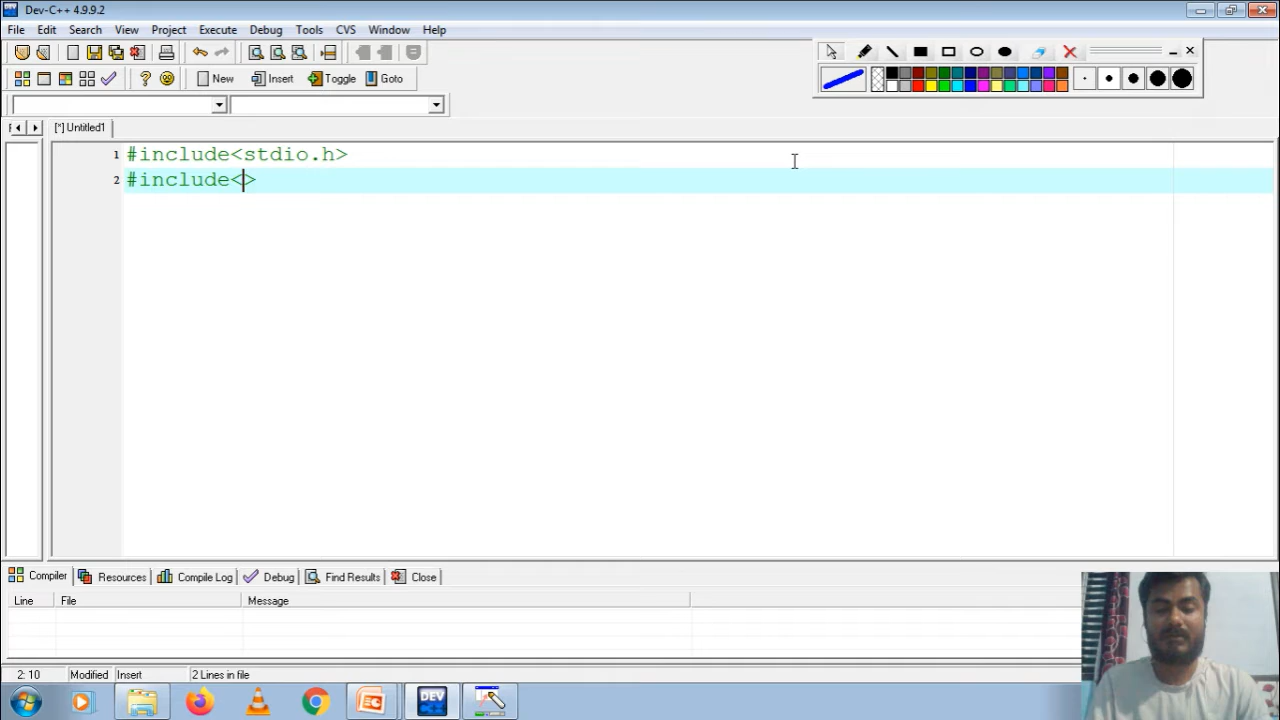 Dev-C++ 4.9.9.2
File Edit Search View Project Execute Debug Tools CVS Window Help
New Insert Toggle Goto
[*] Untitled1
1 #include<stdio.h>
2 #include<>
Compiler Resources Compile Log Debug Find Results Close
Line File Message
2: 10 Modified Insert 2 Lines in file
DEV C++